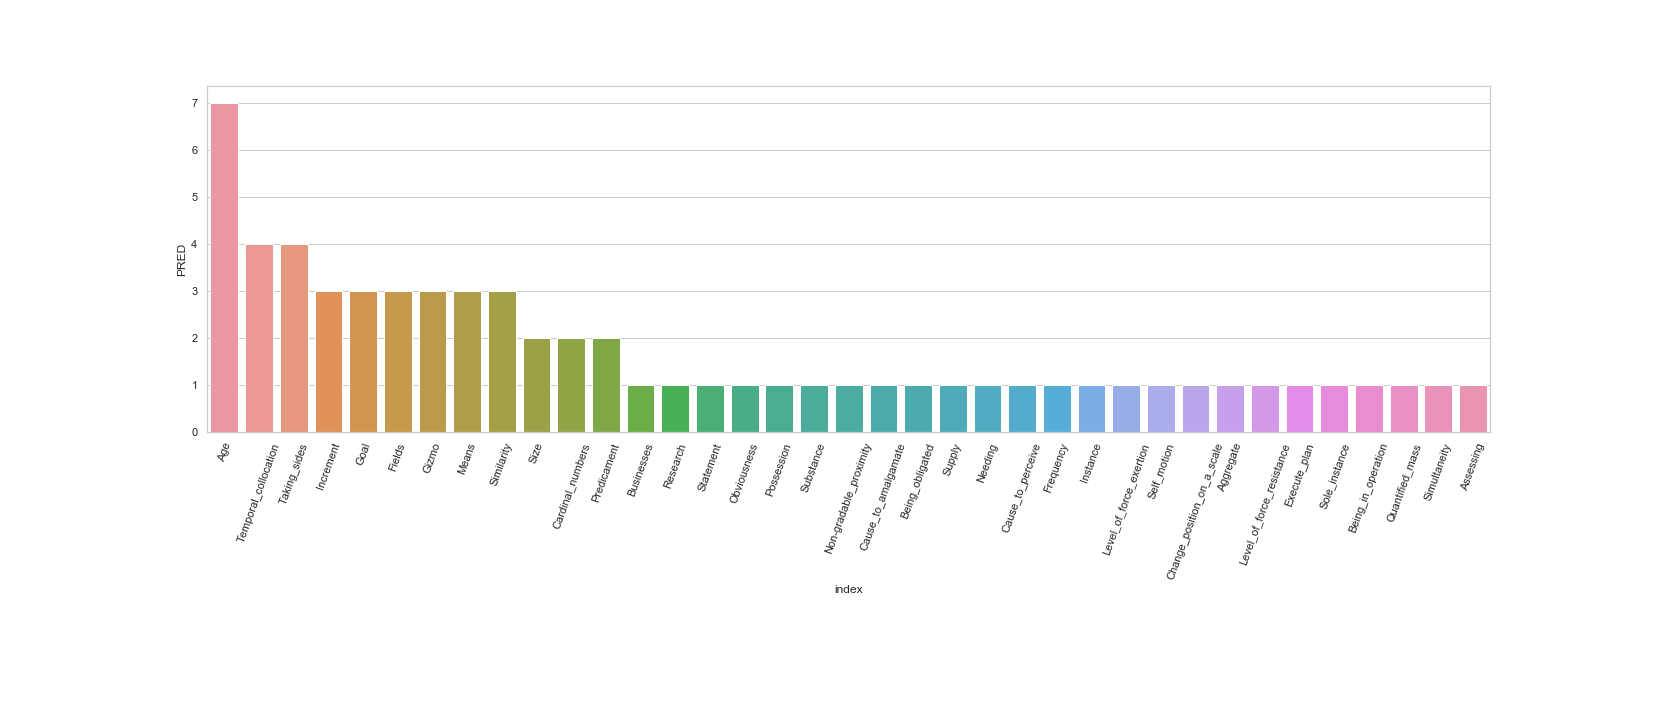 7
6
5
4
3
2
1
0
PRED
Age
Temporal_collocation
Taking_sides
Increment
Goal
Fields
Gizmo
Means
Similarity
Size
Cardinal_numbers
Predicament
Businesses
Research
Statement
Obviousness
Possession
Substance
Non-gradable_proximity
Cause_to_amalgamate
Being_obligated
Supply
Needing
Cause_to_perceive
Frequency
Instance
Level_of_force_exertion
Self_motion
Change_position_on_a_scale
Aggregate
Level_of_force_resistance
Execute_plan
Sole_instance
Being_in_operation
Quantified_mass
Simultaneity
Assessing
index